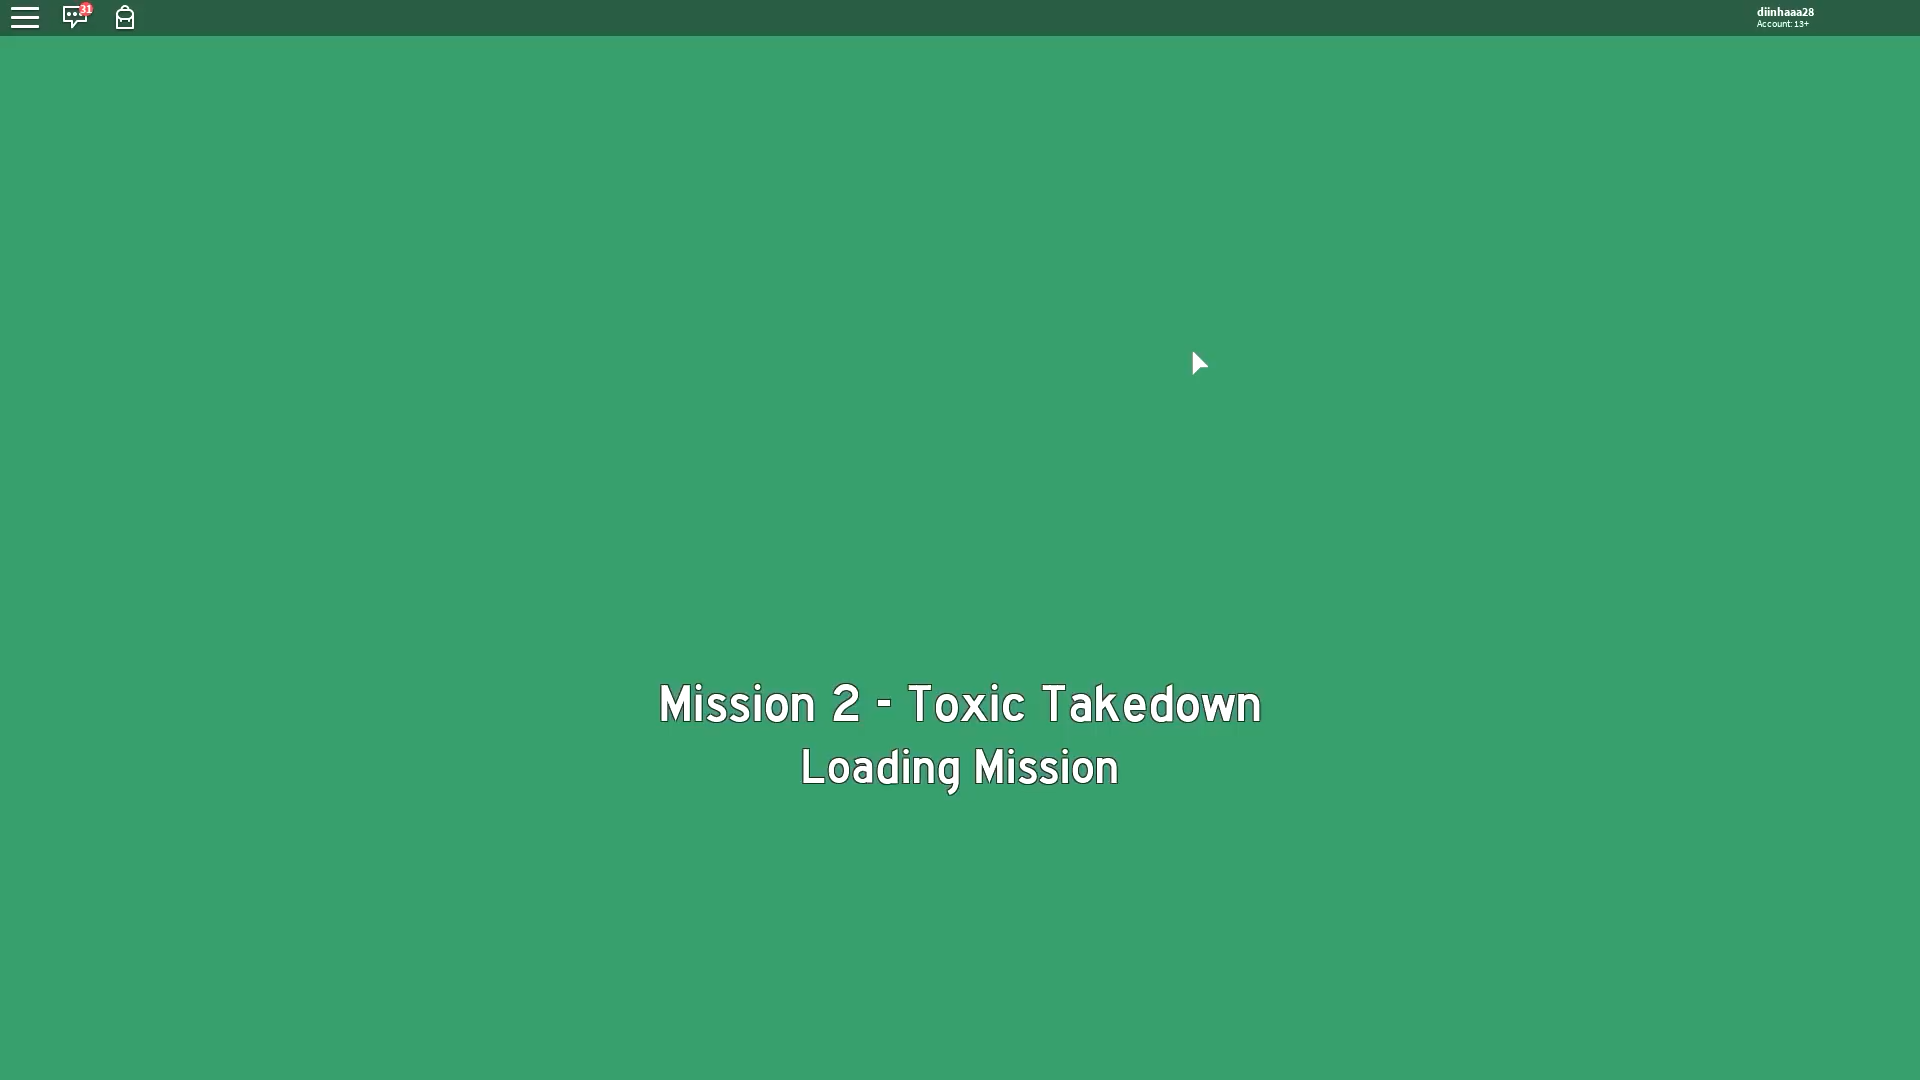 31
diinhaaa28
Account: 13+
Mission 2 - Toxic Takedown
Loading Mission